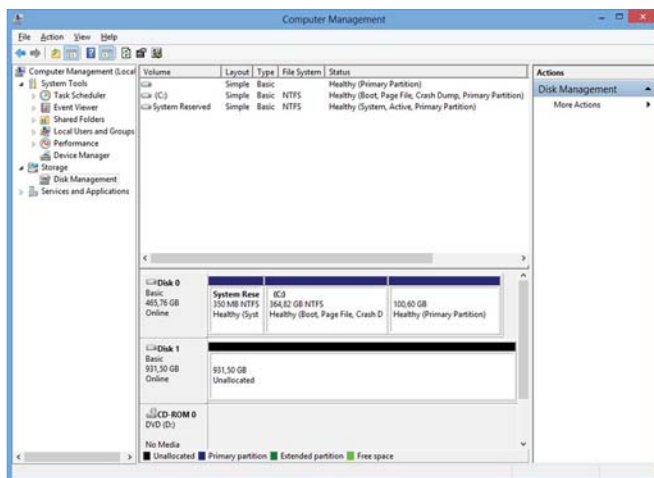 Computer Management
File Action View Help
Computer Management (Local
System Tools
Task Scheduler
Event Viewer
Shared Folders
Local Users and Groups
Performance
Device Manager
Storage
Disk Management
Services and Applications
Volume Layout Type File System Status
Simple Basic Healthy (Primary Partition)
(C:) Simple Basic NTFS Healthy (Boot, Page File, Crash Dump, Primary Partition)
System Reserved Simple Basic NTFS Healthy (System, Active, Primary Partition)
Actions
Disk Management
More Actions
Disk 0
Basic
465,76 GB
Online
System Rese
350 MB NTFS
Healthy (Syst
(C:)
364,82 GB NTFS
Healthy (Boot, Page File, Crash D
100,60 GB
Healthy (Primary Partition)
Disk 1
Basic
931,50 GB
Online
931,50 GB
Unallocated
CD-ROM 0
DVD (D:)
No Media
Unallocated Primary partition Extended partition Free space